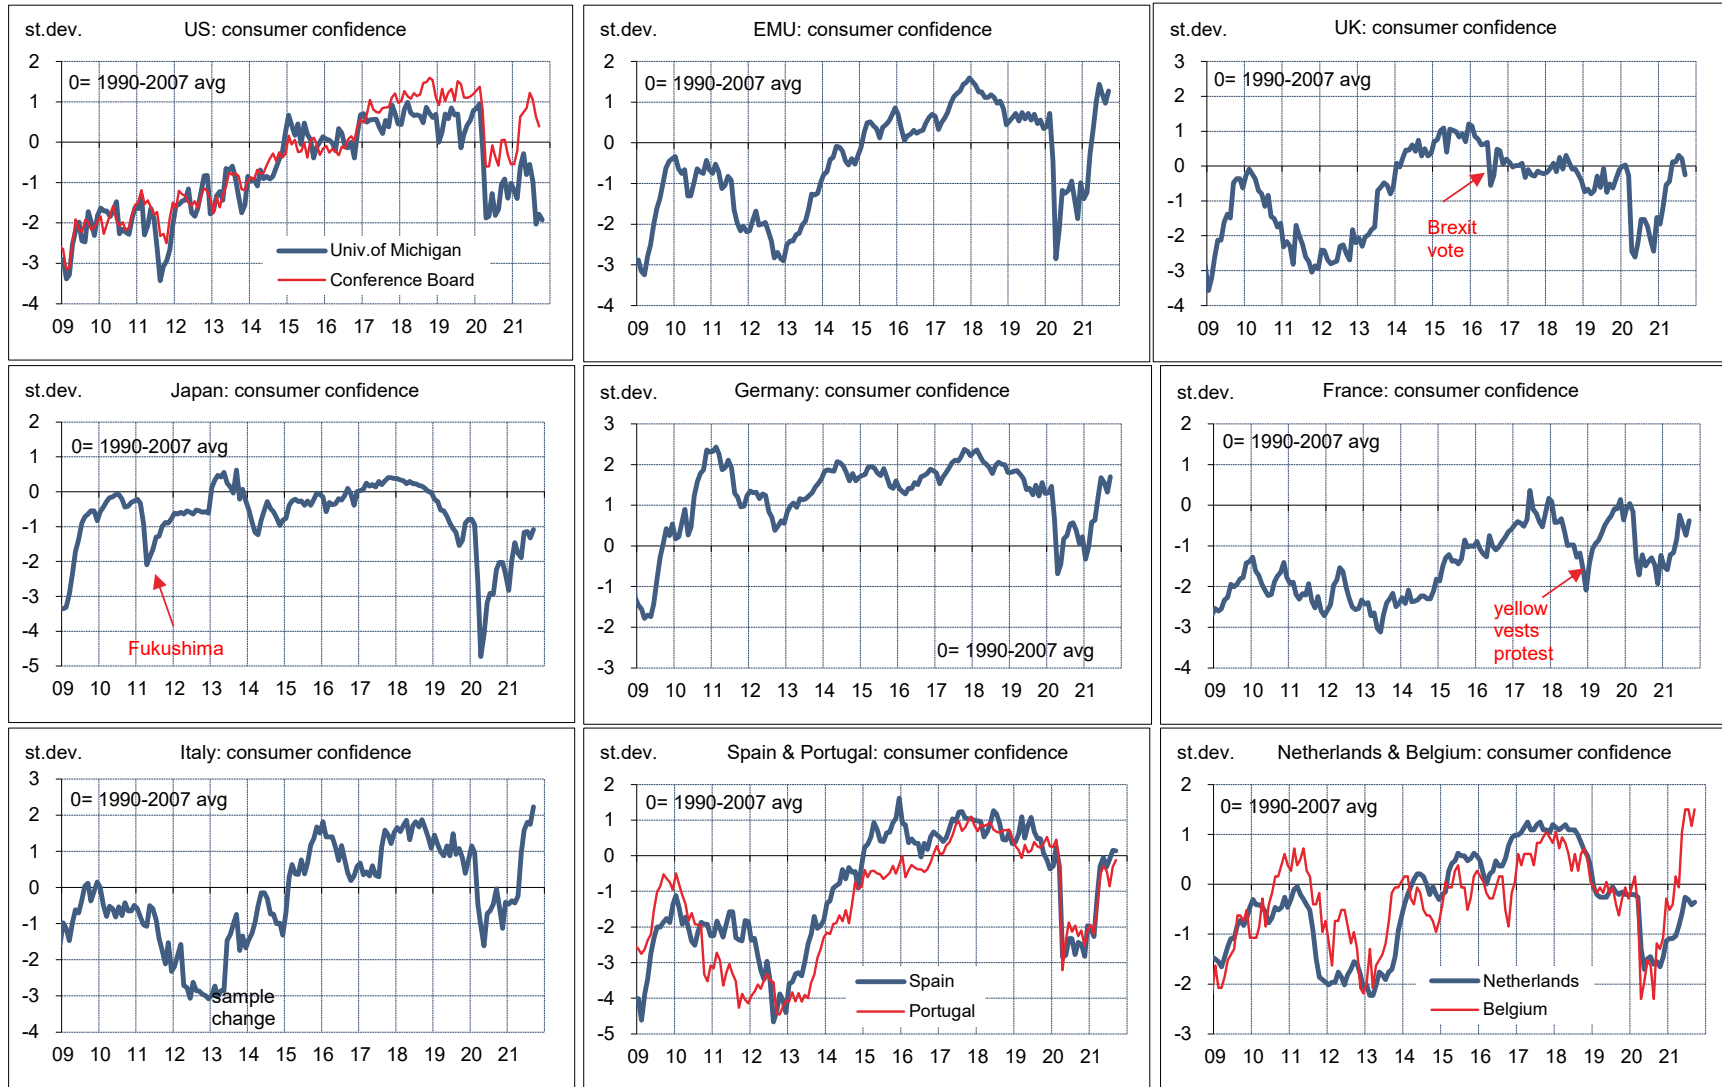 st.dev. US: consumer confidence
0= 1990-2007 avg
2
1
0
-1
-2
-3
-4
Univ.of Michigan
Conference Board
09 10 11 12 13 14 15 16 17 18 19 20 21
st.dev. EMU: consumer confidence
0= 1990-2007 avg
2
1
0
-1
-2
-3
-4
09 10 11 12 13 14 15 16 17 18 19 20 21
st.dev. UK: consumer confidence
0= 1990-2007 avg
3
2
1
0
-1
-2
-3
-4
Brexit
vote
09 10 11 12 13 14 15 16 17 18 19 20 21
st.dev. Japan: consumer confidence
0= 1990-2007 avg
2
1
0
-1
-2
-3
-4
-5
Fukushima
09 10 11 12 13 14 15 16 17 18 19 20 21
st.dev. Germany: consumer confidence
3
2
1
0
-1
-2
-3
0= 1990-2007 avg
09 10 11 12 13 14 15 16 17 18 19 20 21
st.dev. France: consumer confidence
0= 1990-2007 avg
2
1
0
-1
-2
-3
-4
yellow
vests
protest
09 10 11 12 13 14 15 16 17 18 19 20 21
st.dev. Italy: consumer confidence
0= 1990-2007 avg
3
2
1
0
-1
-2
-3
-4
sample
change
09 10 11 12 13 14 15 16 17 18 19 20 21
st.dev. Spain & Portugal: consumer confidence
0= 1990-2007 avg
2
1
0
-1
-2
-3
-4
-5
Spain
Portugal
09 10 11 12 13 14 15 16 17 18 19 20 21
st.dev. Netherlands & Belgium: consumer confidence
0= 1990-2007 avg
2
1
0
-1
-2
-3
Netherlands
Belgium
09 10 11 12 13 14 15 16 17 18 19 20 21